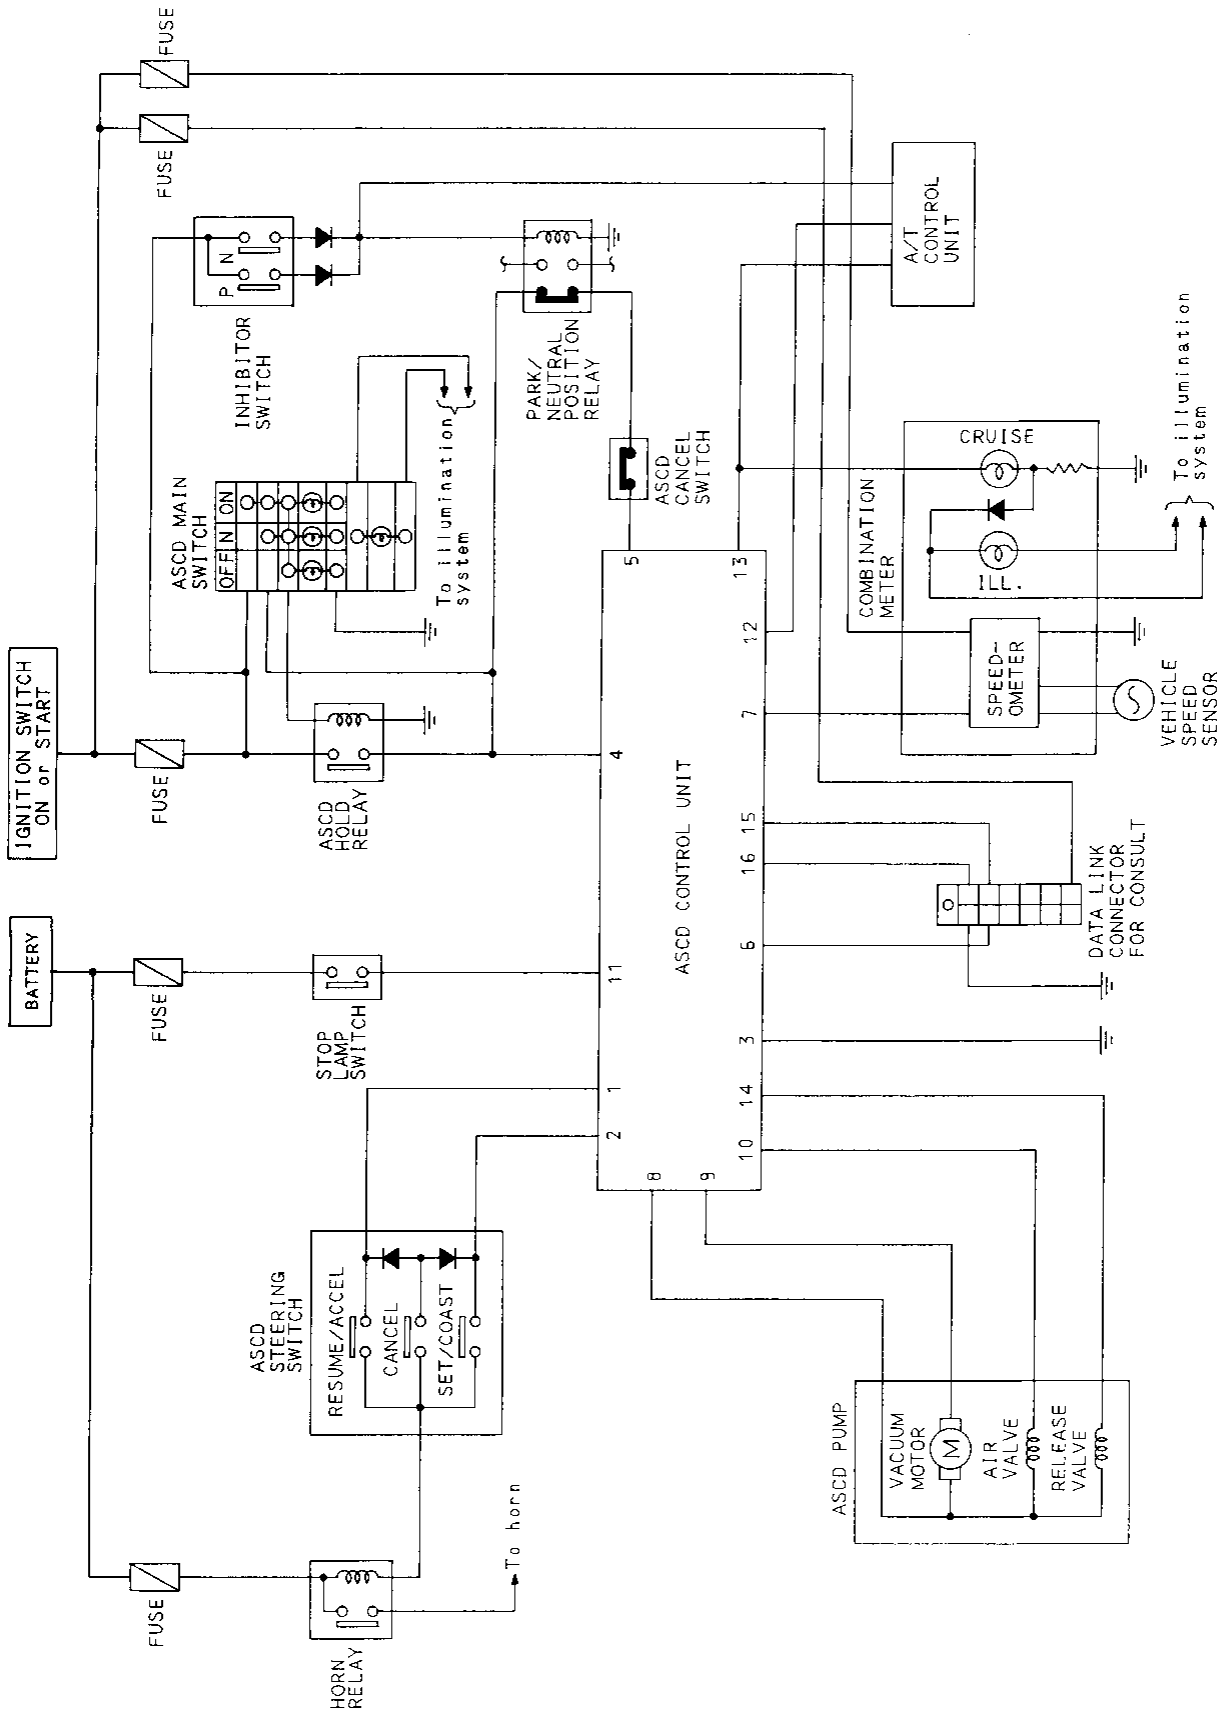 BATTERY
IGNITION SWITCH
ON or START
FUSE
FUSE
FUSE
FUSE
FUSE
HORN
RELAY
To horn
ASCD
STEERING
SWITCH
RESUME/ACCEL
CANCEL
SET/COAST
STOP
LAMP
SWITCH
ASCD
HOLD
RELAY
ASCD MAIN
SWITCH
OFF
N
ON
To illumination
system
INHIBITOR
SWITCH
P
N
PARK/
NEUTRAL
POSITION
RELAY
ASCD
CANCEL
SWITCH
2
1
11
4
5
8
9
ASCD CONTROL UNIT
10
14
3
6
16
15
7
12
13
ASCD PUMP
VACUUM
MOTOR
M
AIR
VALVE
RELEASE
VALVE
DATA LINK
CONNECTOR
FOR CONSULT
COMBINATION
METER
SPEED-
OMETER
ILL.
CRUISE
VEHICLE
SPEED
SENSOR
To illumination
system
A/T
CONTROL
UNIT